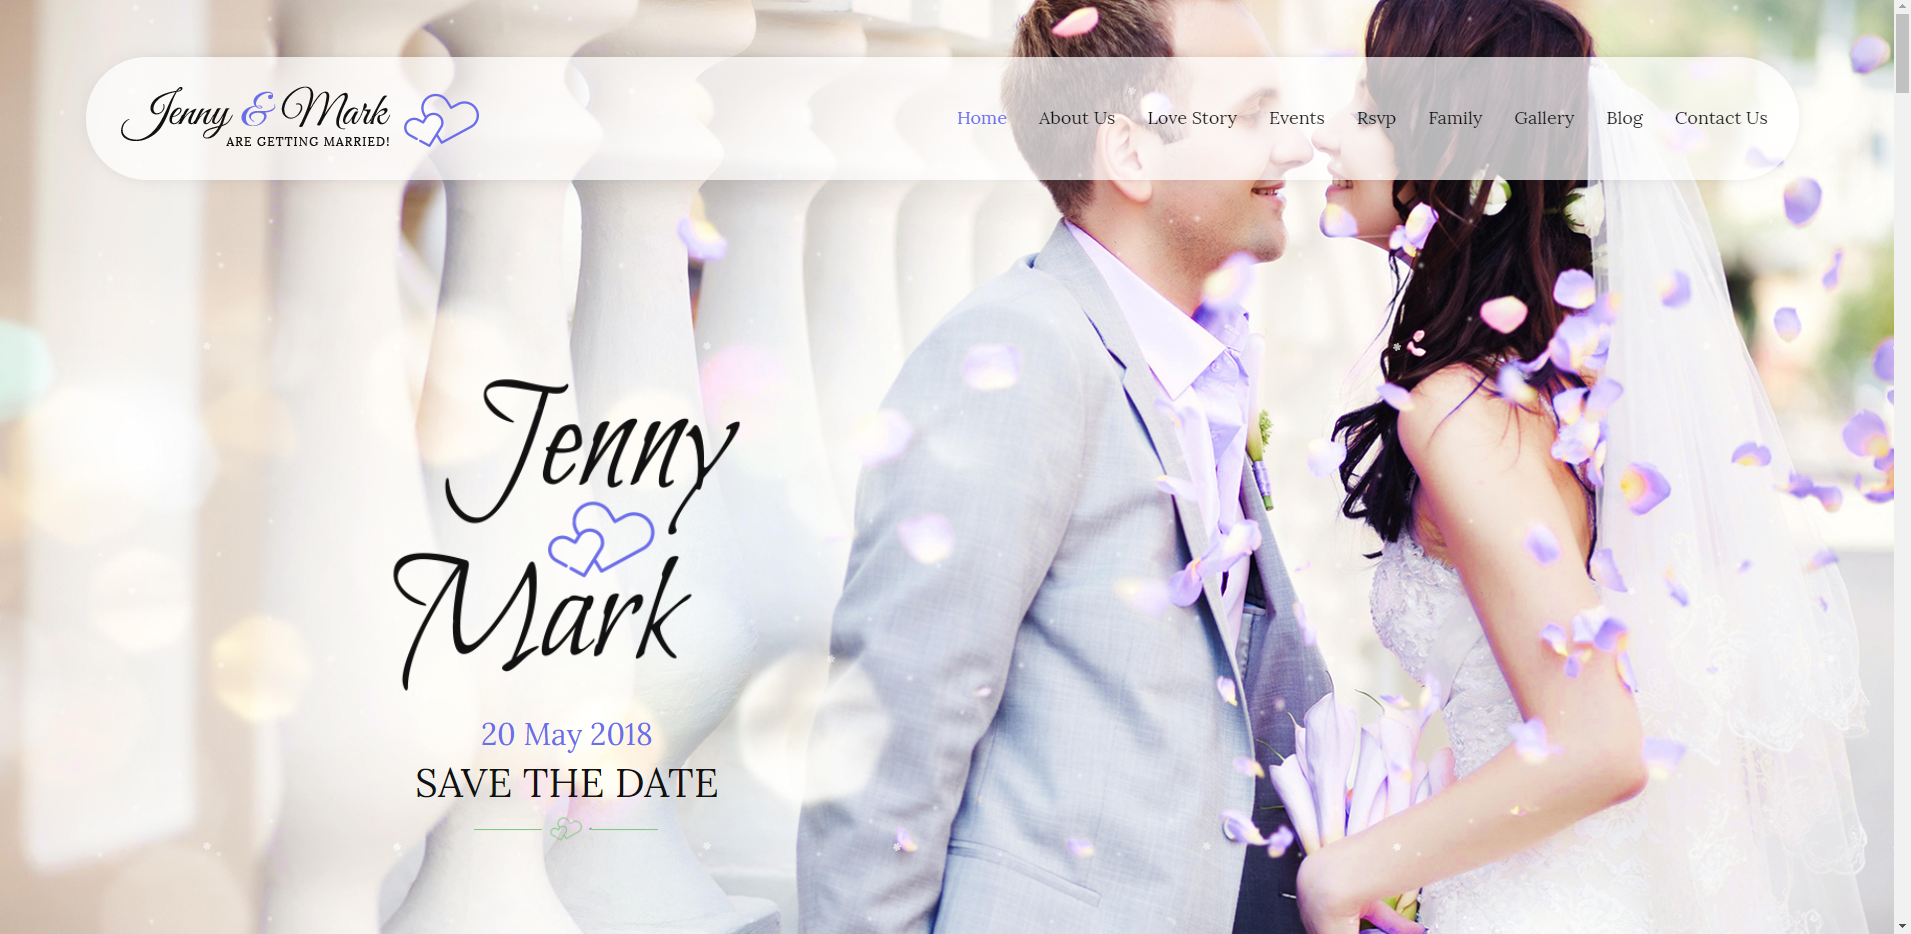 Jenny & Mark
ARE GETTING MARRIED!
Home About Us Love Story Events Rsvp Family Gallery Blog Contact Us
Jenny
Mark
20 May 2018
SAVE THE DATE